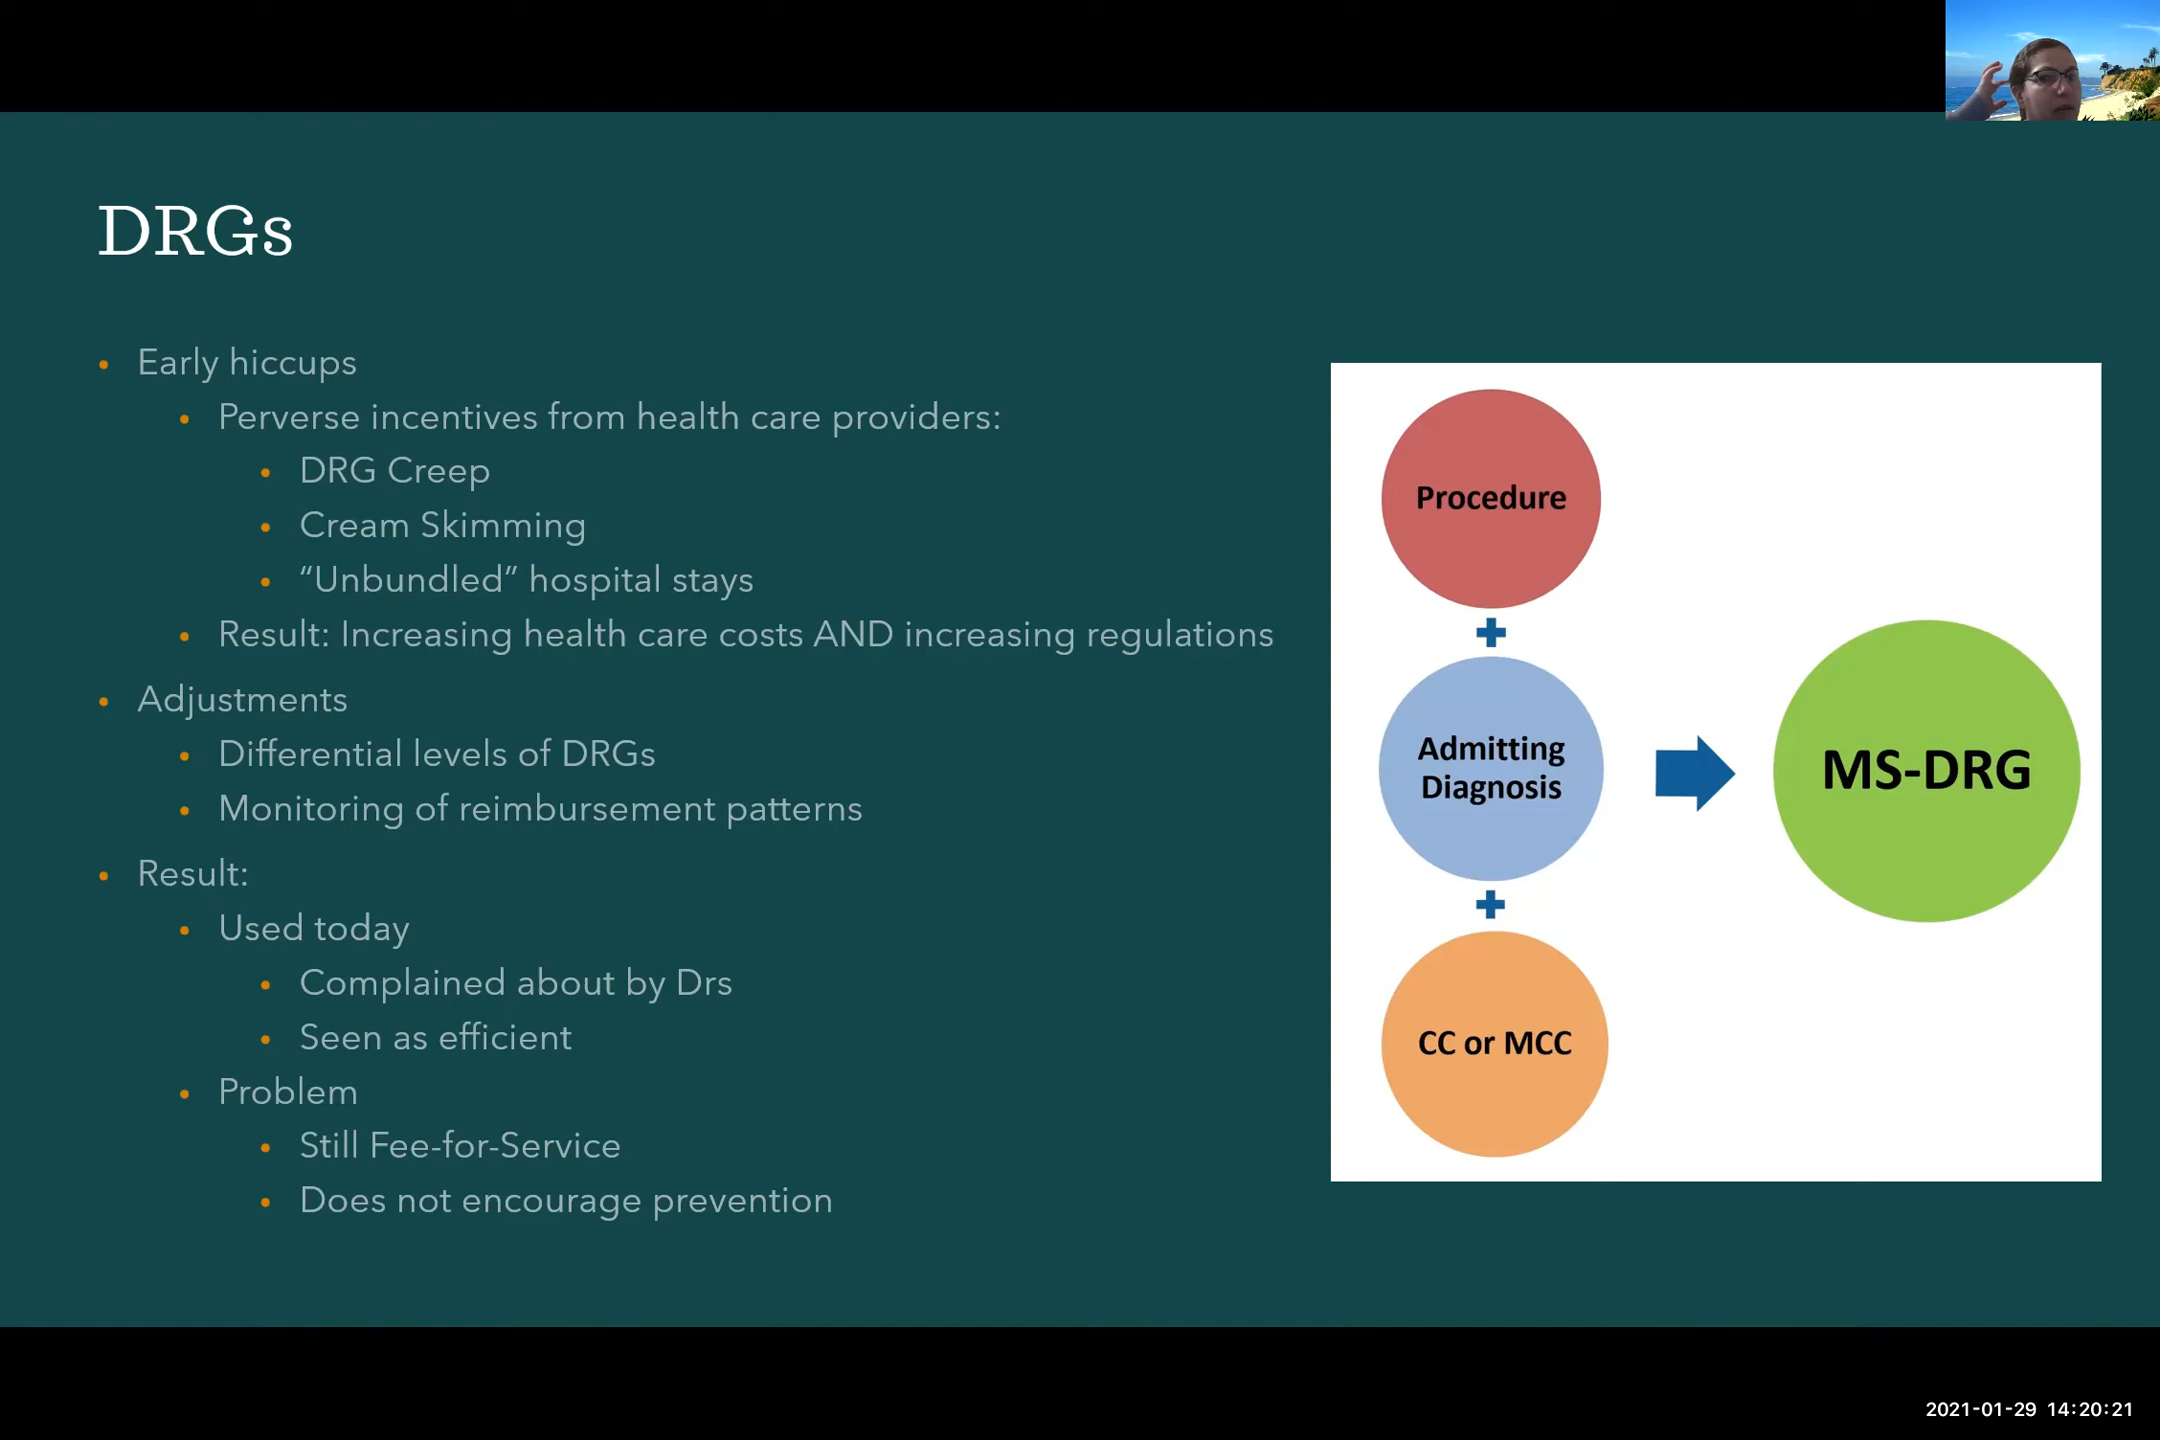 DRGs
• Early hiccups
• Perverse incentives from health care providers:
• DRG Creep
• Cream Skimming
• “Unbundled” hospital stays
• Result: Increasing health care costs AND increasing regulations
• Adjustments
• Differential levels of DRGs
• Monitoring of reimbursement patterns
• Result:
• Used today
• Complained about by Drs
• Seen as efficient
• Problem
• Still Fee-for-Service
• Does not encourage prevention
Procedure
+
Admitting
Diagnosis
+
CC or MCC
MS-DRG
2021-01-29 14:20:21